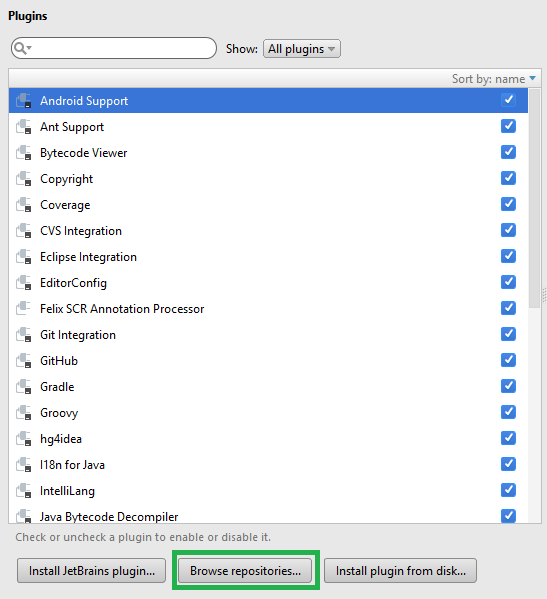 Plugins
Show: All plugins
Sort by: name
Android Support
Ant Support
Bytecode Viewer
Copyright
Coverage
CVS Integration
Eclipse Integration
EditorConfig
Felix SCR Annotation Processor
Git Integration
GitHub
Gradle
Groovy
hg4idea
I18n for Java
IntelliLang
Java Bytecode Decompiler
Check or uncheck a plugin to enable or disable it.
Install JetBrains plugin... Browse repositories... Install plugin from disk...